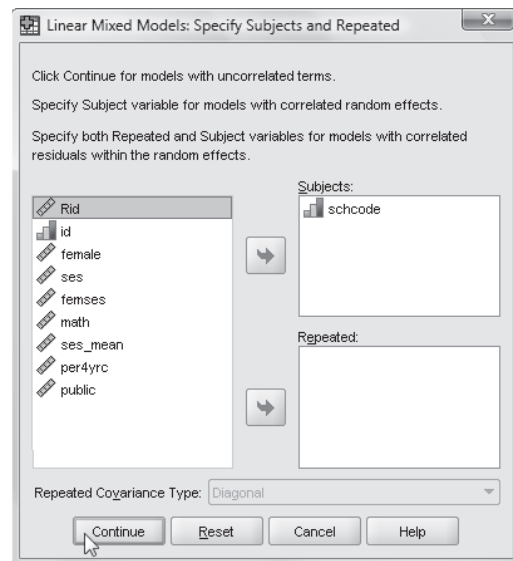 Linear Mixed Models: Specify Subjects and Repeated
Click Continue for models with uncorrelated terms.
Specify Subject variable for models with correlated random effects.
Specify both Repeated and Subject variables for models with correlated
residuals within the random effects.
Rid
id
female
ses
femses
math
ses_mean
per4yrc
public
Subjects:
schcode
Repeated:
Repeated Covariance Type: Diagonal
Continue Reset Cancel Help